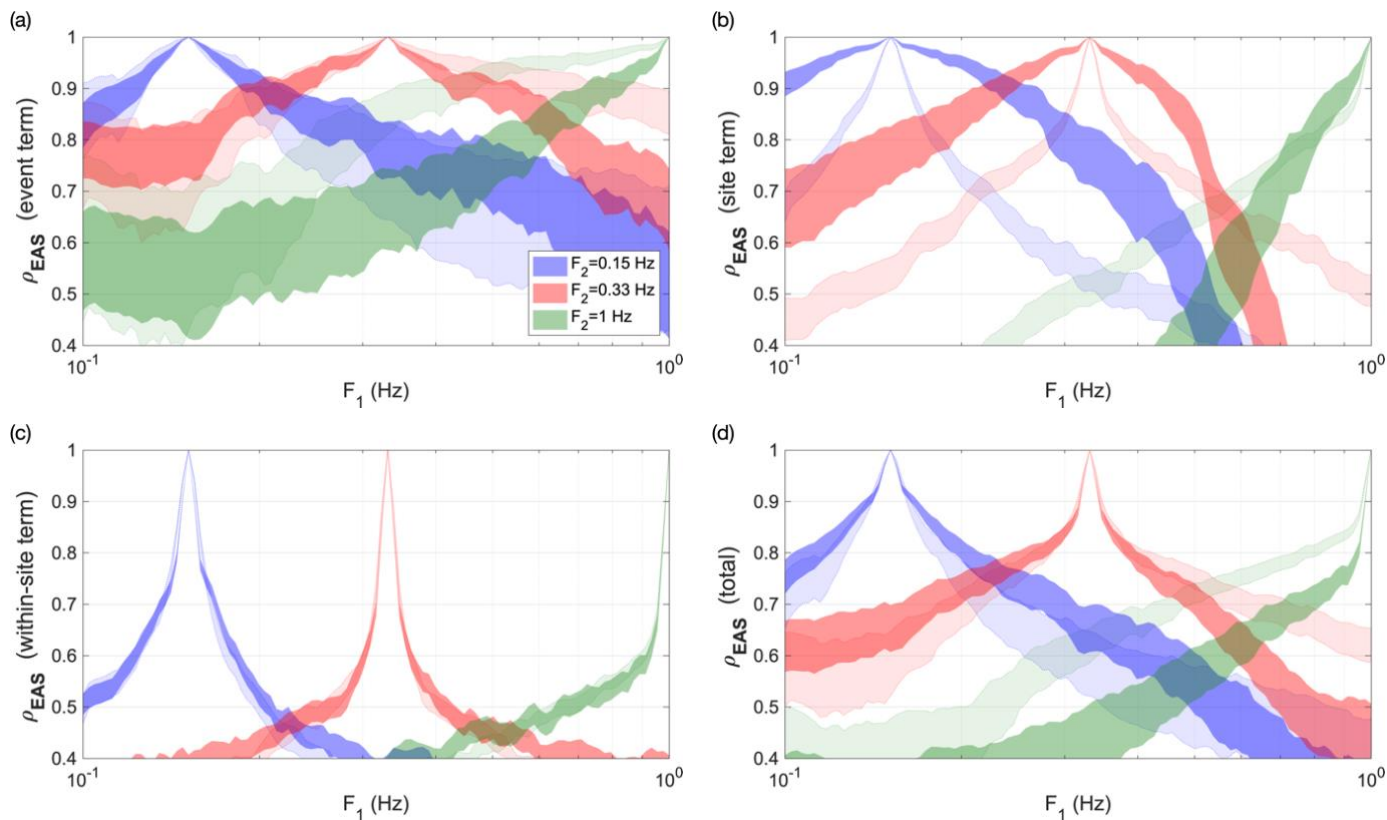 (a)
1
0.9
0.8
0.7
0.6
0.5
0.4
ρEAS (event term)
10⁻¹
10⁰
F₁ (Hz)
F₂=0.15 Hz
F₂=0.33 Hz
F₂=1 Hz
(b)
1
0.9
0.8
0.7
0.6
0.5
0.4
ρEAS (site term)
10⁻¹
10⁰
F₁ (Hz)
(c)
1
0.9
0.8
0.7
0.6
0.5
0.4
ρEAS (within-site term)
10⁻¹
10⁰
F₁ (Hz)
(d)
1
0.9
0.8
0.7
0.6
0.5
0.4
ρEAS (total)
10⁻¹
10⁰
F₁ (Hz)